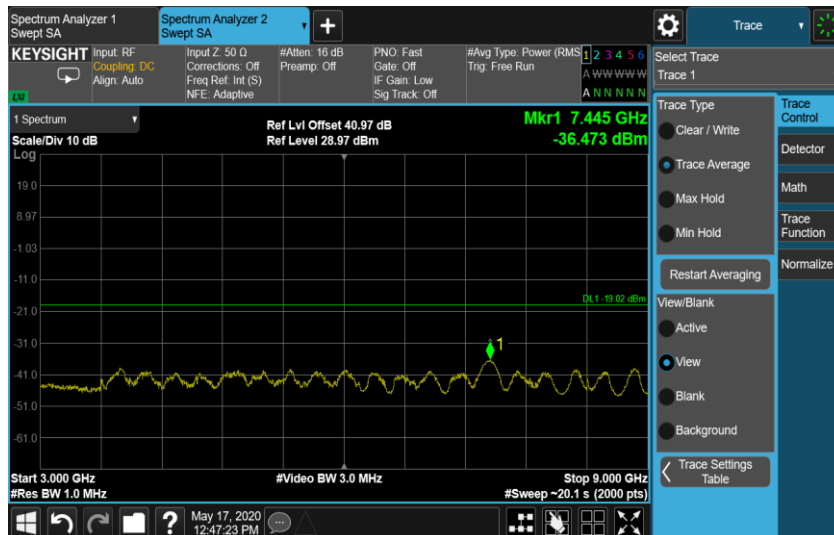 Spectrum Analyzer 1
Swept SA
Spectrum Analyzer 2
Swept SA
+
Trace
KEYSIGHT
LXI
Input: RF
Coupling: DC
Align: Auto
Input Z: 50 Ω
Corrections: Off
Freq Ref: Int (S)
NFE: Adaptive
#Atten: 16 dB
Preamp: Off
PNO: Fast
Gate: Off
IF Gain: Low
Sig Track: Off
#Avg Type: Power (RMS
Trig: Free Run
1 2 3 4 5 6
A W W W W W
A N N N N N
Select Trace
Trace 1
1 Spectrum
Scale/Div 10 dB
Log
Ref Lvl Offset 40.97 dB
Ref Level 28.97 dBm
Mkr1 7.445 GHz
-36.473 dBm
19.0
8.97
-1.03
-11.0
-21.0
-31.0
-41.0
-51.0
-61.0
DL1 -19.02 dBm
1
Start 3.000 GHz
#Res BW 1.0 MHz
#Video BW 3.0 MHz
Stop 9.000 GHz
#Sweep ~20.1 s (2000 pts)
Trace Type
Clear / Write
Trace Average
Max Hold
Min Hold
Restart Averaging
View/Blank
Active
View
Blank
Background
Trace Settings
Table
Trace
Control
Detector
Math
Trace
Function
Normalize
?
May 17, 2020
12:47:23 PM